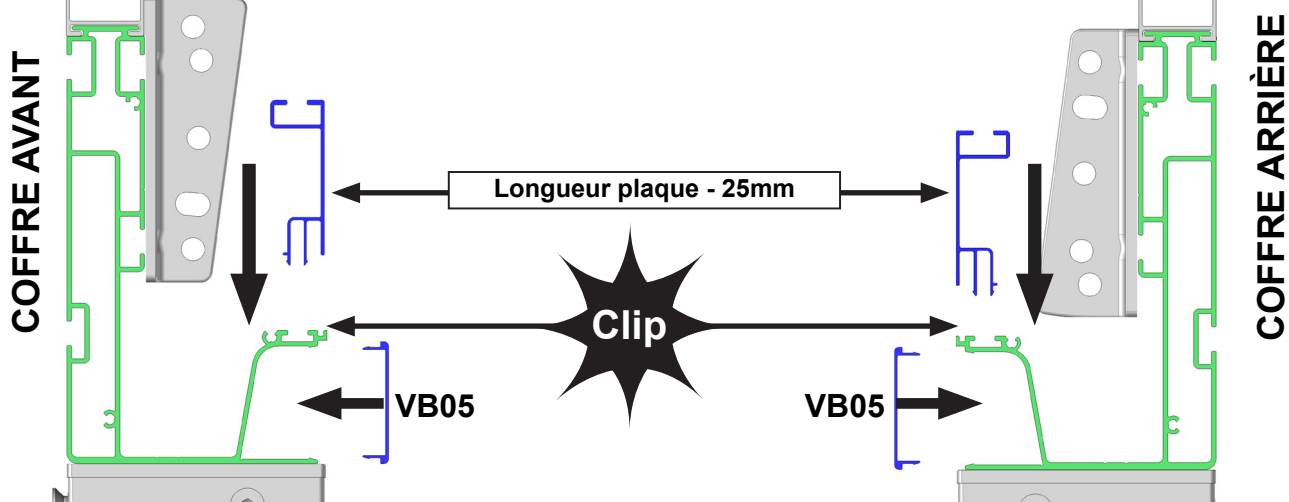 COFFRE AVANT
Longueur plaque - 25mm
Clip
VB05
VB05
COFFRE ARRIÈRE